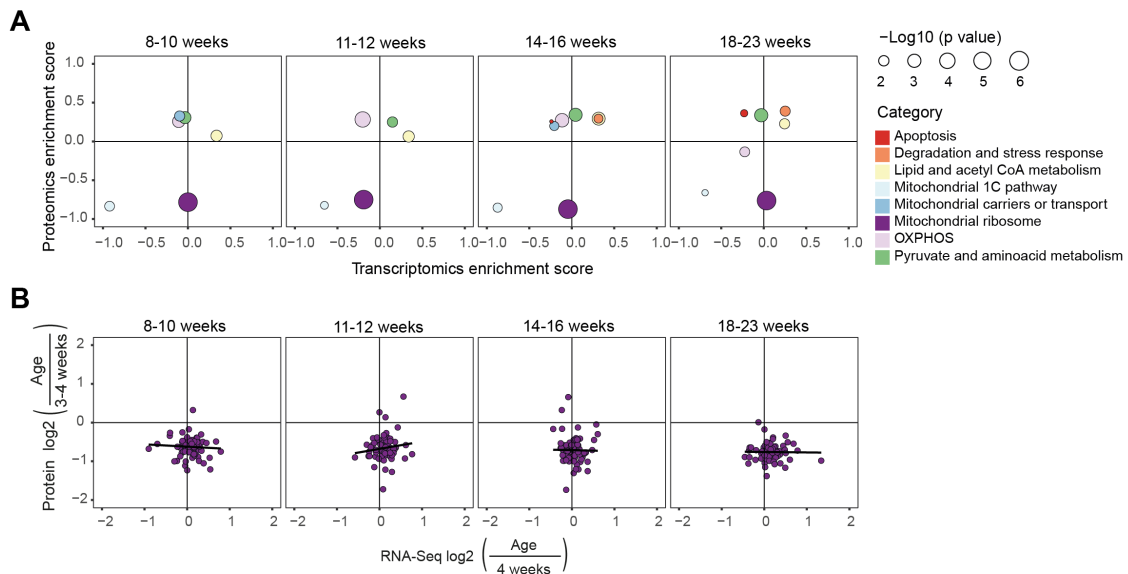 A
8-10 weeks
11-12 weeks
14-16 weeks
18-23 weeks
Proteomics enrichment score
1.0
0.5
0.0
−0.5
−1.0
−1.0 −0.5 0.0 0.5 1.0
−1.0 −0.5 0.0 0.5 1.0
−1.0 −0.5 0.0 0.5 1.0
−1.0 −0.5 0.0 0.5 1.0
Transcriptomics enrichment score
−Log10 (p value)
2 3 4 5 6
Category
Apoptosis
Degradation and stress response
Lipid and acetyl CoA metabolism
Mitochondrial 1C pathway
Mitochondrial carriers or transport
Mitochondrial ribosome
OXPHOS
Pyruvate and aminoacid metabolism
B
8-10 weeks
11-12 weeks
14-16 weeks
18-23 weeks
Protein log2 (Age / 3-4 weeks)
2
1
0
−1
−2
−2 −1 0 1 2
−2 −1 0 1 2
−2 −1 0 1 2
−2 −1 0 1 2
RNA-Seq log2 (Age / 4 weeks)